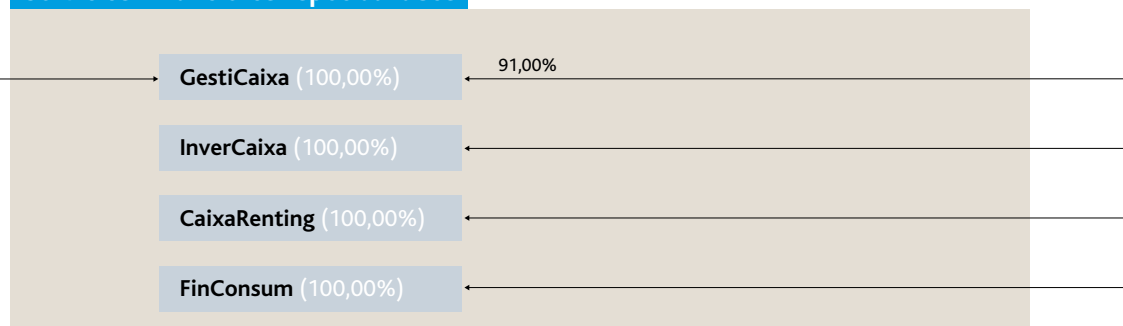 GestiCaixa (100,00%)
91,00%
InverCaixa (100,00%)
CaixaRenting (100,00%)
FinConsum (100,00%)